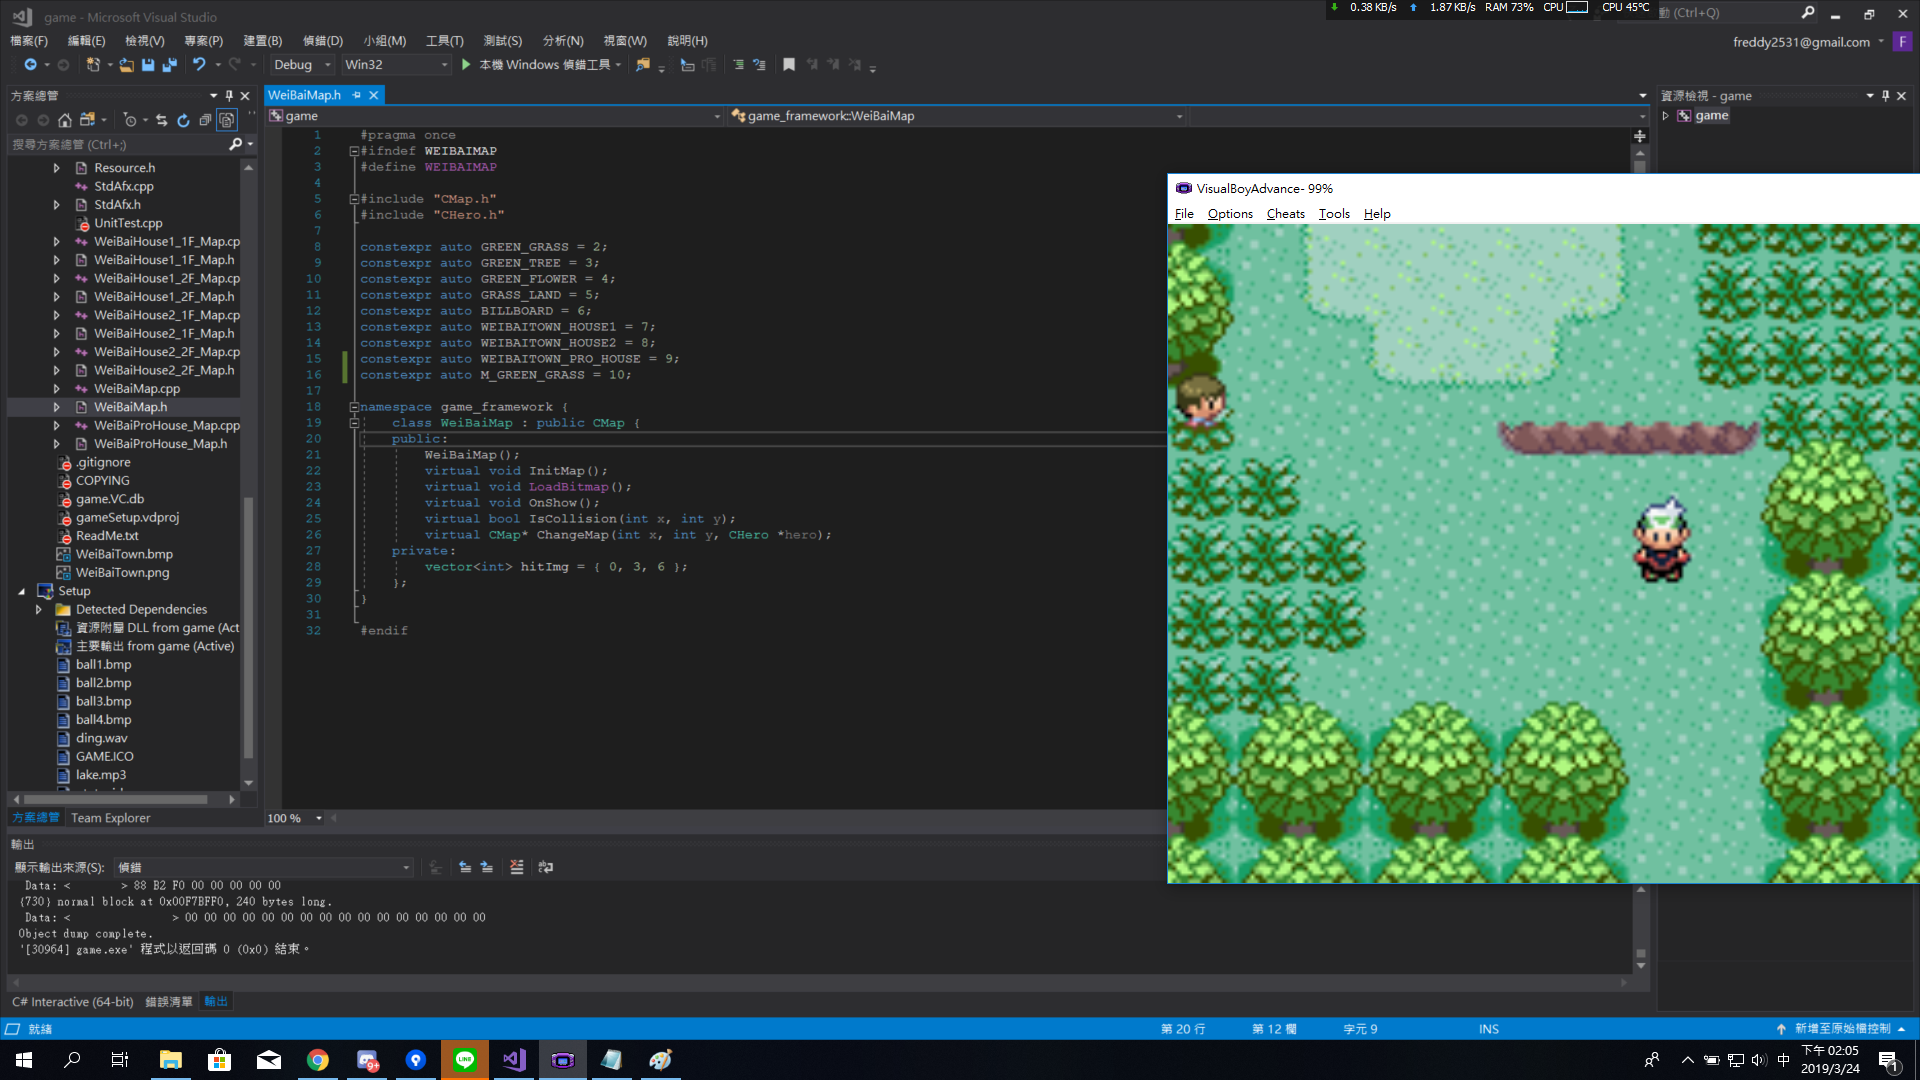 game - Microsoft Visual Studio
0.38 KB/s 1.87 KB/s RAM 73% CPU CPU 45°C
動 (Ctrl+Q)
檔案(F) 編輯(E) 檢視(V) 專案(P) 建置(B) 偵錯(D) 小組(M) 工具(T) 測試(S) 分析(N) 視窗(W) 說明(H)
freddy2531@gmail.com F
Debug Win32 本機 Windows 偵錯工具
方案總管
搜尋方案總管 (Ctrl+;)
Resource.h
StdAfx.cpp
StdAfx.h
UnitTest.cpp
WeiBaiHouse1_1F_Map.cp
WeiBaiHouse1_1F_Map.h
WeiBaiHouse1_2F_Map.cp
WeiBaiHouse1_2F_Map.h
WeiBaiHouse2_1F_Map.cp
WeiBaiHouse2_1F_Map.h
WeiBaiHouse2_2F_Map.cp
WeiBaiHouse2_2F_Map.h
WeiBaiMap.cpp
WeiBaiMap.h
WeiBaiProHouse_Map.cpp
WeiBaiProHouse_Map.h
.gitignore
COPYING
game.VC.db
gameSetup.vdproj
ReadMe.txt
WeiBaiTown.bmp
WeiBaiTown.png
Setup
Detected Dependencies
資源附屬 DLL from game (Act
主要輸出 from game (Active)
ball1.bmp
ball2.bmp
ball3.bmp
ball4.bmp
ding.wav
GAME.ICO
lake.mp3
方案總管 Team Explorer
WeiBaiMap.h
game game_framework::WeiBaiMap
1 #pragma once
2 #ifndef WEIBAIMAP
3 #define WEIBAIMAP
4
5 #include "CMap.h"
6 #include "CHero.h"
7
8 constexpr auto GREEN_GRASS = 2;
9 constexpr auto GREEN_TREE = 3;
10 constexpr auto GREEN_FLOWER = 4;
11 constexpr auto GRASS_LAND = 5;
12 constexpr auto BILLBOARD = 6;
13 constexpr auto WEIBAITOWN_HOUSE1 = 7;
14 constexpr auto WEIBAITOWN_HOUSE2 = 8;
15 constexpr auto WEIBAITOWN_PRO_HOUSE = 9;
16 constexpr auto M_GREEN_GRASS = 10;
17
18 namespace game_framework {
19 class WeiBaiMap : public CMap {
20 public:
21 WeiBaiMap();
22 virtual void InitMap();
23 virtual void LoadBitmap();
24 virtual void OnShow();
25 virtual bool IsCollision(int x, int y);
26 virtual CMap* ChangeMap(int x, int y, CHero *hero);
27 private:
28 vector<int> hitImg = { 0, 3, 6 };
29 };
30 }
31
32 #endif
100 %
資源檢視 - game
game
VisualBoyAdvance- 99%
File Options Cheats Tools Help
輸出
顯示輸出來源(S): 偵錯
Data: < > 88 B2 F0 00 00 00 00 00
{730} normal block at 0x00F7BFF0, 240 bytes long.
Data: < > 00 00 00 00 00 00 00 00 00 00 00 00 00 00 00 00
Object dump complete.
'[30964] game.exe' 程式以返回碼 0 (0x0) 結束。
C# Interactive (64-bit) 錯誤清單 輸出
就緒 第 20 行 第 12 欄 字元 9 INS 新增至原始檔控制
9+ LINE 中 下午 02:05
2019/3/24 1